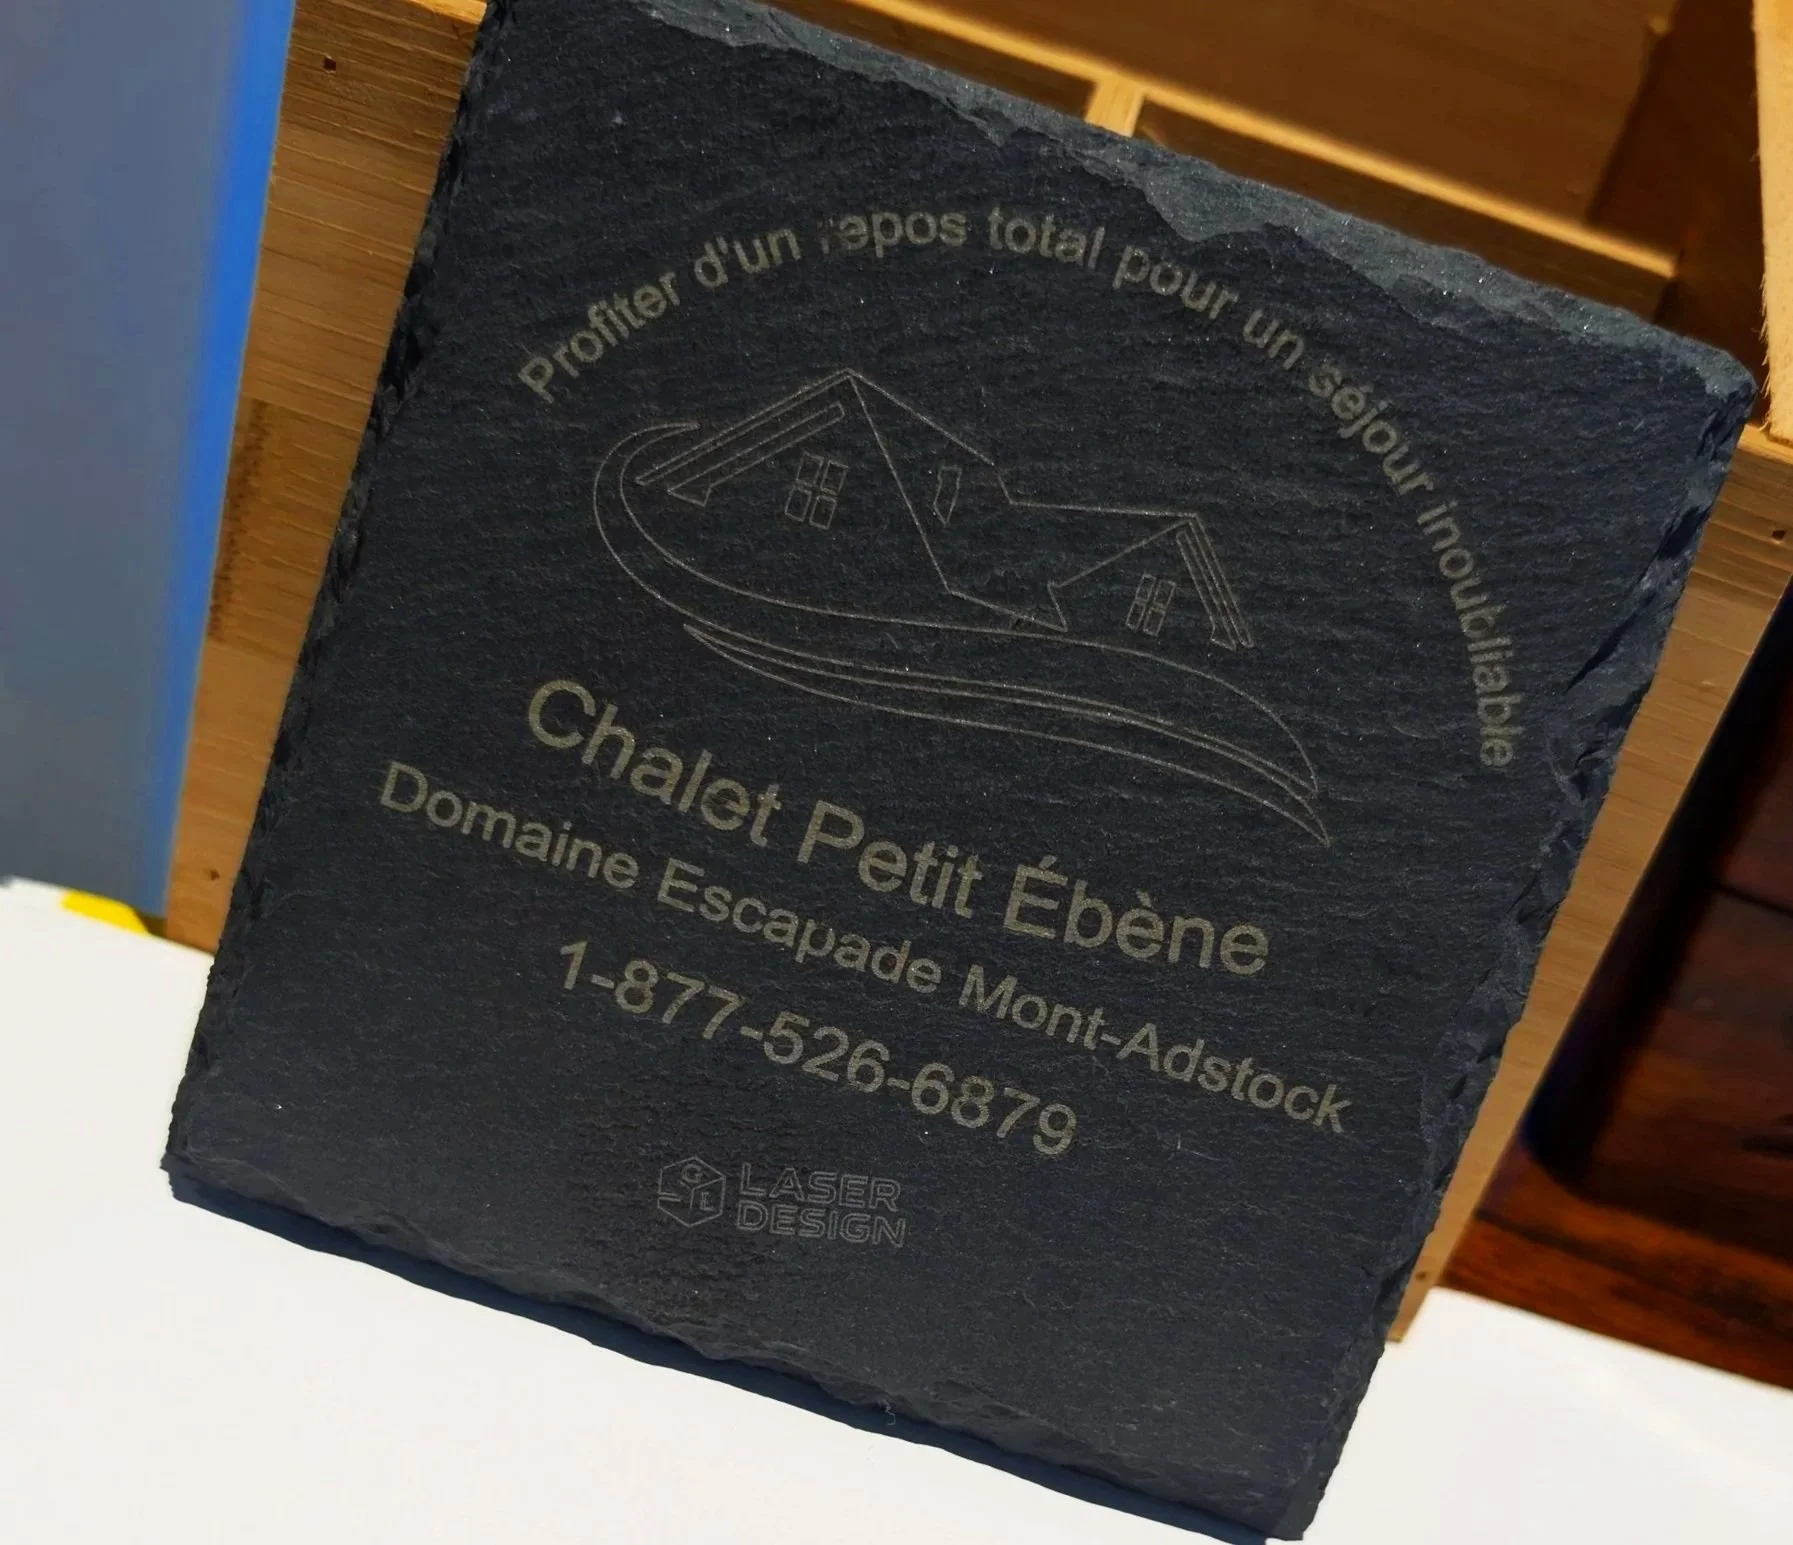 Profiter d'un repos total pour un séjour inoubliable
Chalet Petit Ébène
Domaine Escapade Mont-Adstock
1-877-526-6879
G L
LASER
DESIGN